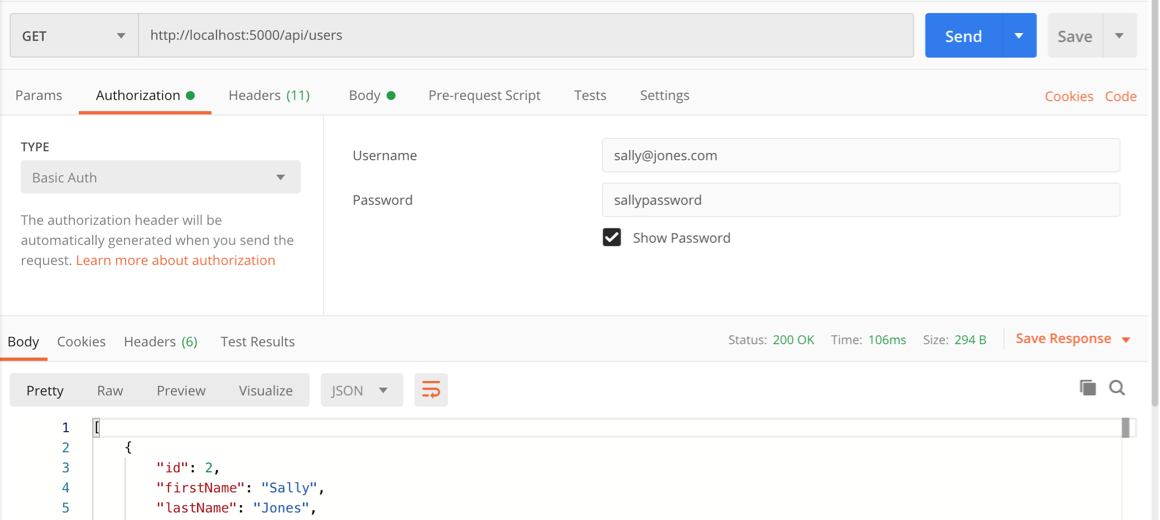 GET http://localhost:5000/api/users Send Save
Params Authorization Headers (11) Body Pre-request Script Tests Settings Cookies Code
TYPE
Basic Auth
The authorization header will be
automatically generated when you send the
request. Learn more about authorization
Username sally@jones.com
Password sallypassword
Show Password
Body Cookies Headers (6) Test Results Status: 200 OK Time: 106ms Size: 294 B Save Response
Pretty Raw Preview Visualize JSON
1 [
2 {
3 "id": 2,
4 "firstName": "Sally",
5 "lastName": "Jones",